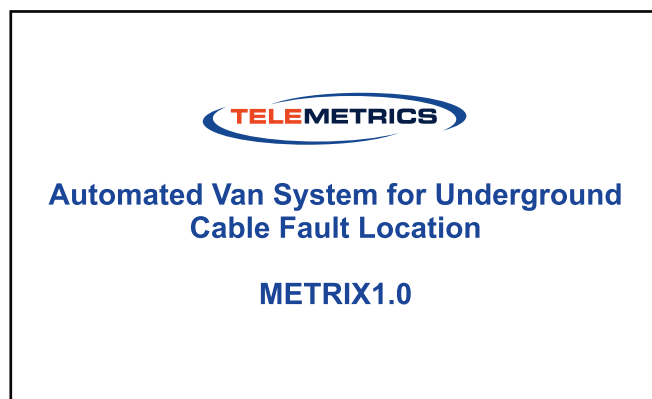 TELEMETRICS
Automated Van System for Underground
Cable Fault Location
METRIX1.0